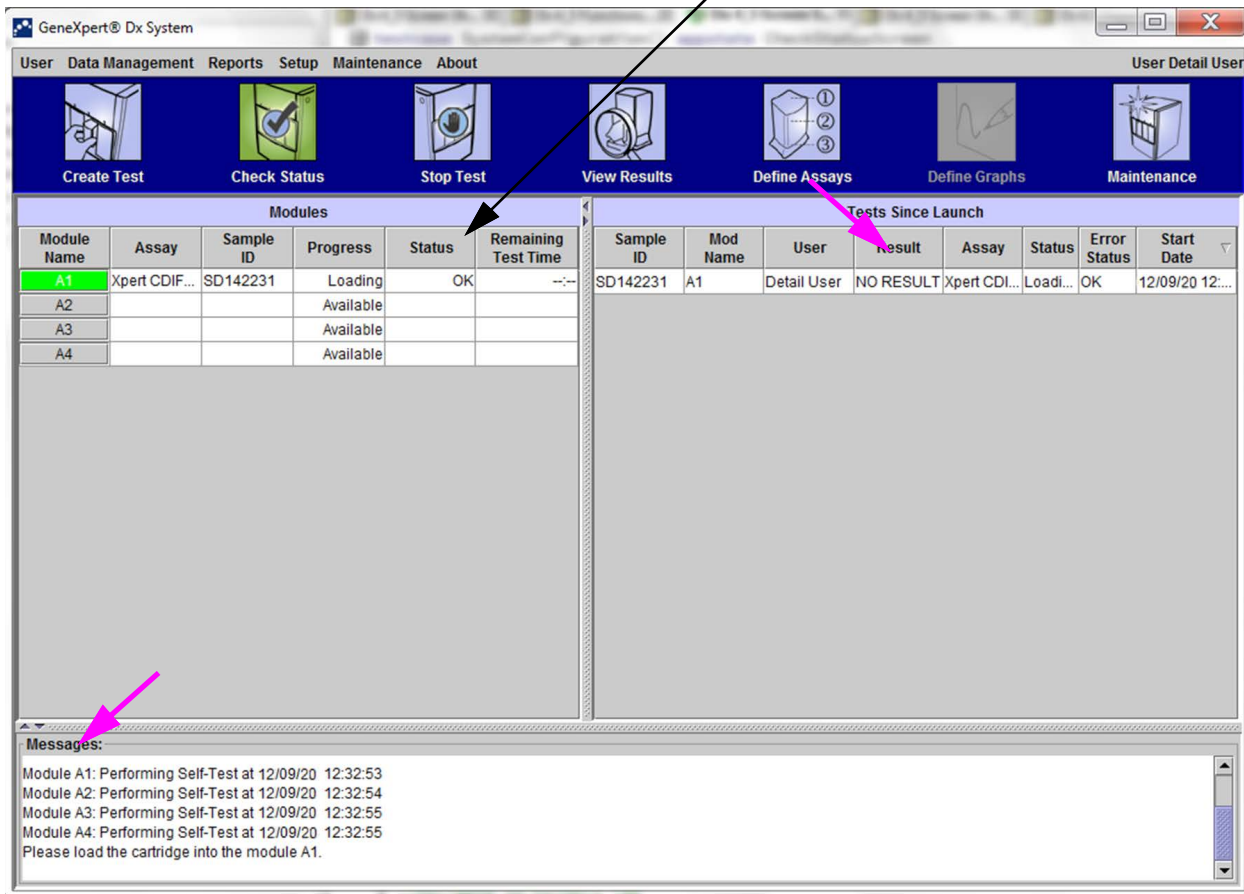 GeneXpert® Dx System
User Data Management Reports Setup Maintenance About User Detail User
Create Test Check Status Stop Test View Results Define Assays Define Graphs Maintenance
① ② ③
Modules
Module Name Assay Sample ID Progress Status Remaining Test Time
A1 Xpert CDIF... SD142231 Loading OK --:--
A2 Available
A3 Available
A4 Available
Tests Since Launch
Sample ID Mod Name User Result Assay Status Error Status Start Date
SD142231 A1 Detail User NO RESULT Xpert CDI... Loadi... OK 12/09/20 12:...
Messages:
Module A1: Performing Self-Test at 12/09/20 12:32:53
Module A2: Performing Self-Test at 12/09/20 12:32:54
Module A3: Performing Self-Test at 12/09/20 12:32:55
Module A4: Performing Self-Test at 12/09/20 12:32:55
Please load the cartridge into the module A1.